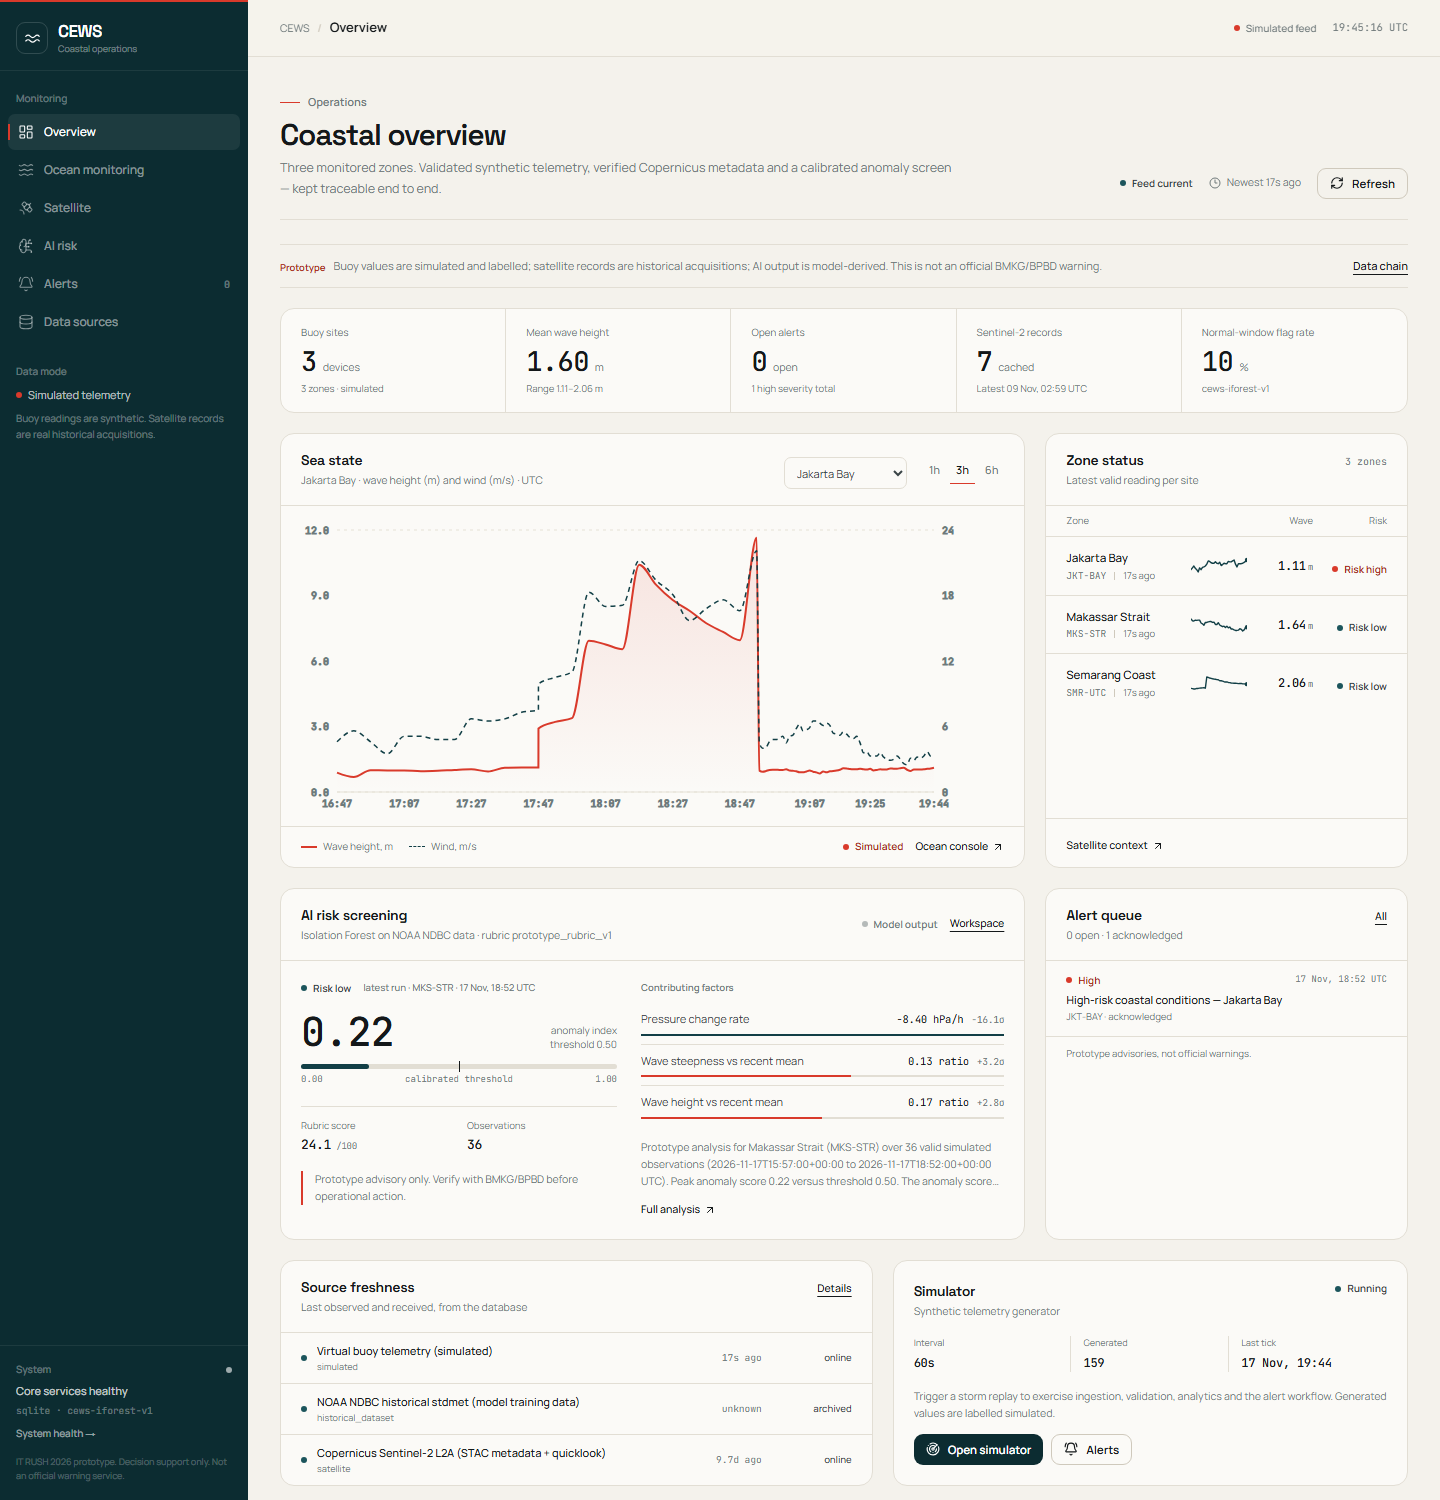 CEWS
Coastal operations
Monitoring
Overview
Ocean monitoring
Satellite
AI risk
Alerts 0
Data sources
Data mode
Simulated telemetry
Buoy readings are synthetic. Satellite records
are real historical acquisitions.
System
Core services healthy
sqlite · cews-iforest-v1
System health →
IT RUSH 2026 prototype. Decision support only. Not
an official warning service.
CEWS / Overview
Simulated feed 19:45:16 UTC
Operations
Coastal overview
Three monitored zones. Validated synthetic telemetry, verified Copernicus metadata and a calibrated anomaly screen
— kept traceable end to end.
Feed current Newest 17s ago Refresh
Prototype Buoy values are simulated and labelled; satellite records are historical acquisitions; AI output is model-derived. This is not an official BMKG/BPBD warning. Data chain
Buoy sites
3 devices
3 zones · simulated
Mean wave height
1.60 m
Range 1.11–2.06 m
Open alerts
0 open
1 high severity total
Sentinel-2 records
7 cached
Latest 09 Nov, 02:59 UTC
Normal-window flag rate
10 %
cews-iforest-v1
Sea state
Jakarta Bay · wave height (m) and wind (m/s) · UTC
Jakarta Bay 1h 3h 6h
12.0 24
9.0 18
6.0 12
3.0 6
0.0 0
16:47 17:07 17:27 17:47 18:07 18:27 18:47 19:07 19:25 19:44
Wave height, m Wind, m/s Simulated Ocean console
Zone status 3 zones
Latest valid reading per site
Zone Wave Risk
Jakarta Bay
JKT-BAY | 17s ago 1.11 m Risk high
Makassar Strait
MKS-STR | 17s ago 1.64 m Risk low
Semarang Coast
SMR-UTC | 17s ago 2.06 m Risk low
Satellite context
AI risk screening
Isolation Forest on NOAA NDBC data · rubric prototype_rubric_v1
Model output Workspace
Risk low latest run · MKS-STR · 17 Nov, 18:52 UTC
0.22
anomaly index
threshold 0.50
0.00 calibrated threshold 1.00
Rubric score Observations
24.1 /100 36
Prototype advisory only. Verify with BMKG/BPBD before
operational action.
Contributing factors
Pressure change rate -8.40 hPa/h -16.1σ
Wave steepness vs recent mean 0.13 ratio +3.2σ
Wave height vs recent mean 0.17 ratio +2.8σ
Prototype analysis for Makassar Strait (MKS-STR) over 36 valid simulated
observations (2026-11-17T15:57:00+00:00 to 2026-11-17T18:52:00+00:00
UTC). Peak anomaly score 0.22 versus threshold 0.50. The anomaly score…
Full analysis
Alert queue All
0 open · 1 acknowledged
High 17 Nov, 18:52 UTC
High-risk coastal conditions — Jakarta Bay
JKT-BAY · acknowledged
Prototype advisories, not official warnings.
Source freshness Details
Last observed and received, from the database
Virtual buoy telemetry (simulated) 17s ago online
simulated
NOAA NDBC historical stdmet (model training data) unknown archived
historical_dataset
Copernicus Sentinel-2 L2A (STAC metadata + quicklook) 9.7d ago online
satellite
Simulator Running
Synthetic telemetry generator
Interval Generated Last tick
60s 159 17 Nov, 19:44
Trigger a storm replay to exercise ingestion, validation, analytics and the alert workflow. Generated
values are labelled simulated.
Open simulator Alerts